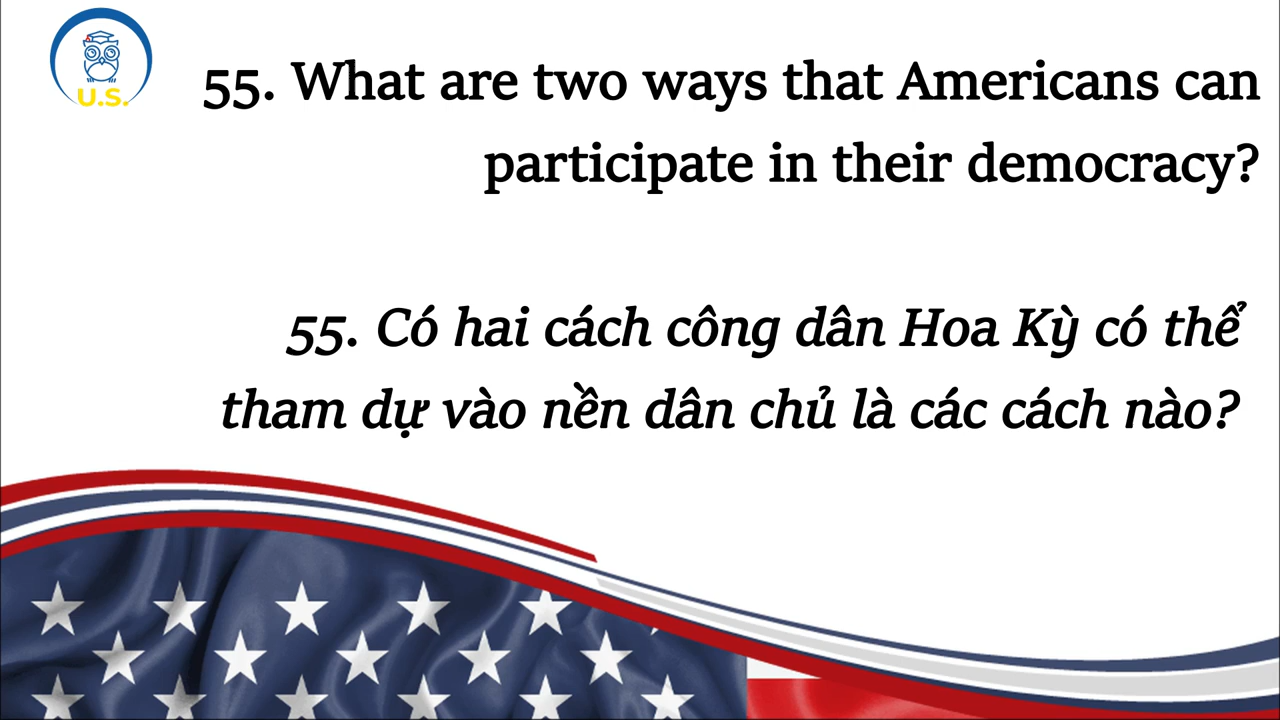 U.S.
55. What are two ways that Americans can
participate in their democracy?
55. Có hai cách công dân Hoa Kỳ có thể
tham dự vào nền dân chủ là các cách nào?